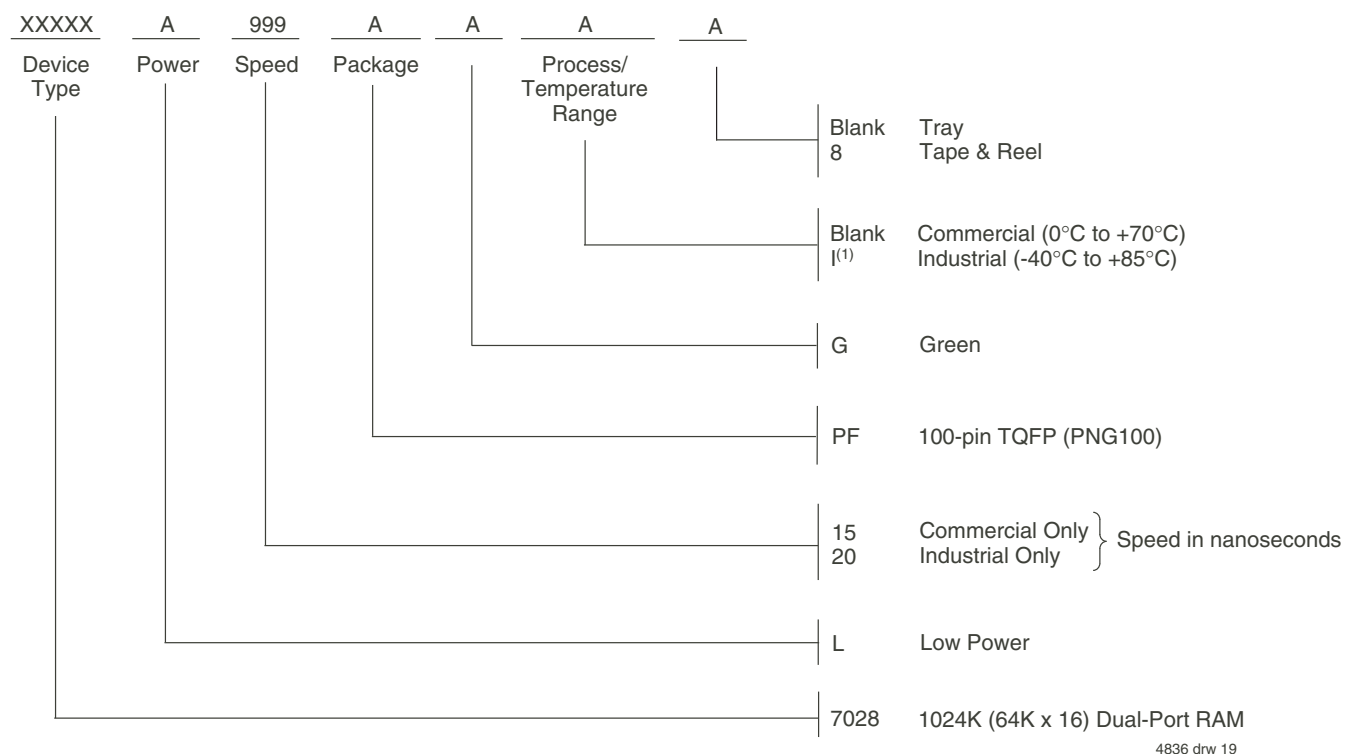 XXXXX A 999 A A A A
Device Type
Power
Speed
Package
Process/
Temperature
Range
Blank Tray
8 Tape & Reel
Blank Commercial (0°C to +70°C)
I(1) Industrial (-40°C to +85°C)
G Green
PF 100-pin TQFP (PNG100)
15 Commercial Only
20 Industrial Only
Speed in nanoseconds
L Low Power
7028 1024K (64K x 16) Dual-Port RAM
4836 drw 19